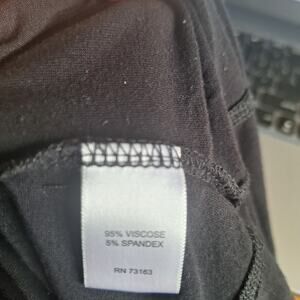 95% VISCOSE
5% SPANDEX
RN 73163